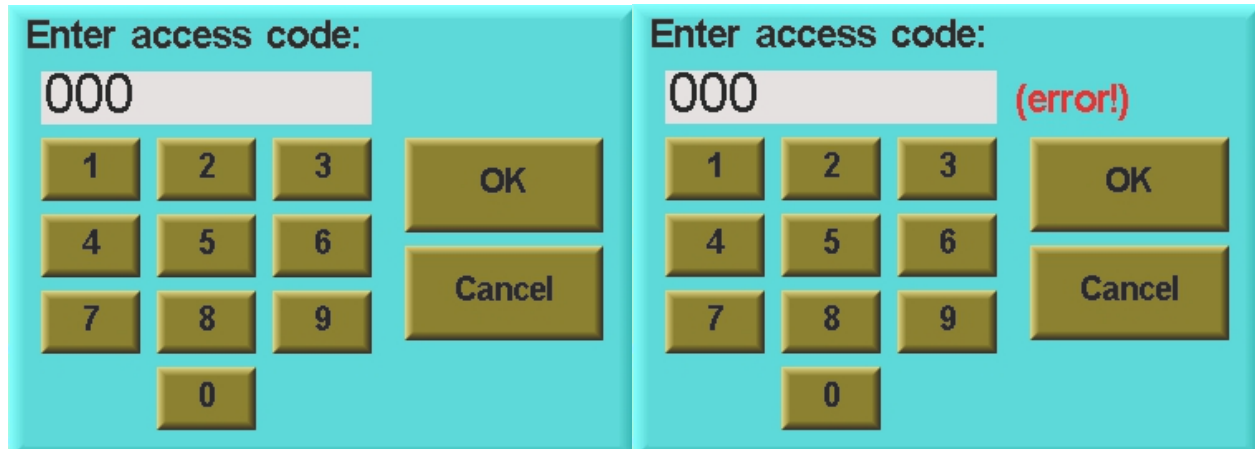 Enter access code:
000
1 2 3 OK
4 5 6
Cancel
7 8 9
0
Enter access code:
000 (error!)
1 2 3 OK
4 5 6
Cancel
7 8 9
0